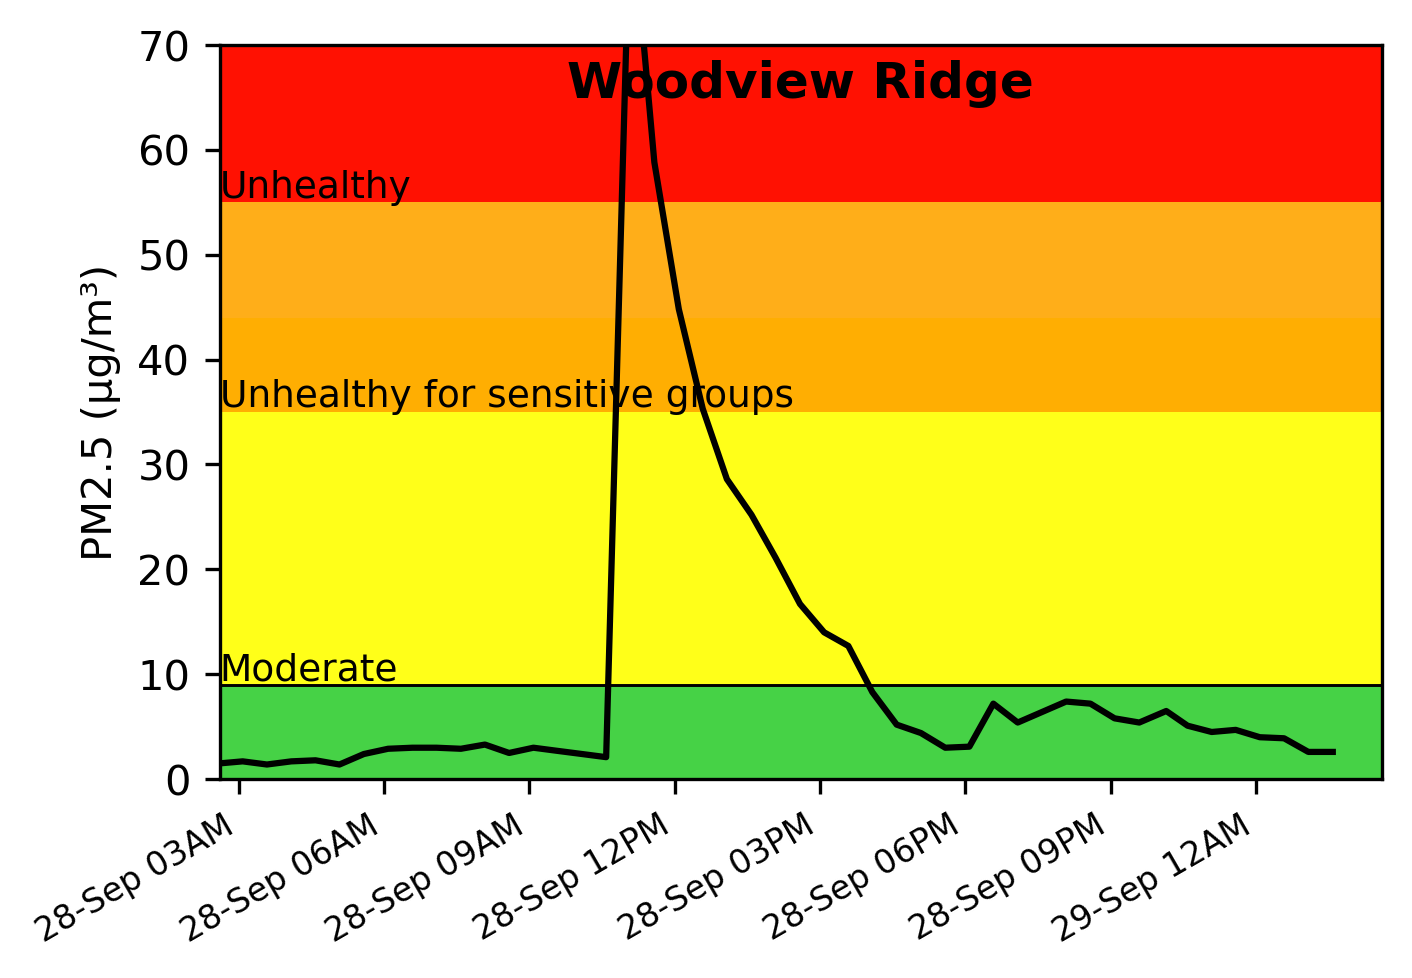 Woodview Ridge
PM2.5 (µg/m³)
70
60
50
40
30
20
10
0
Unhealthy
Unhealthy for sensitive groups
Moderate
28-Sep 03AM
28-Sep 06AM
28-Sep 09AM
28-Sep 12PM
28-Sep 03PM
28-Sep 06PM
28-Sep 09PM
29-Sep 12AM